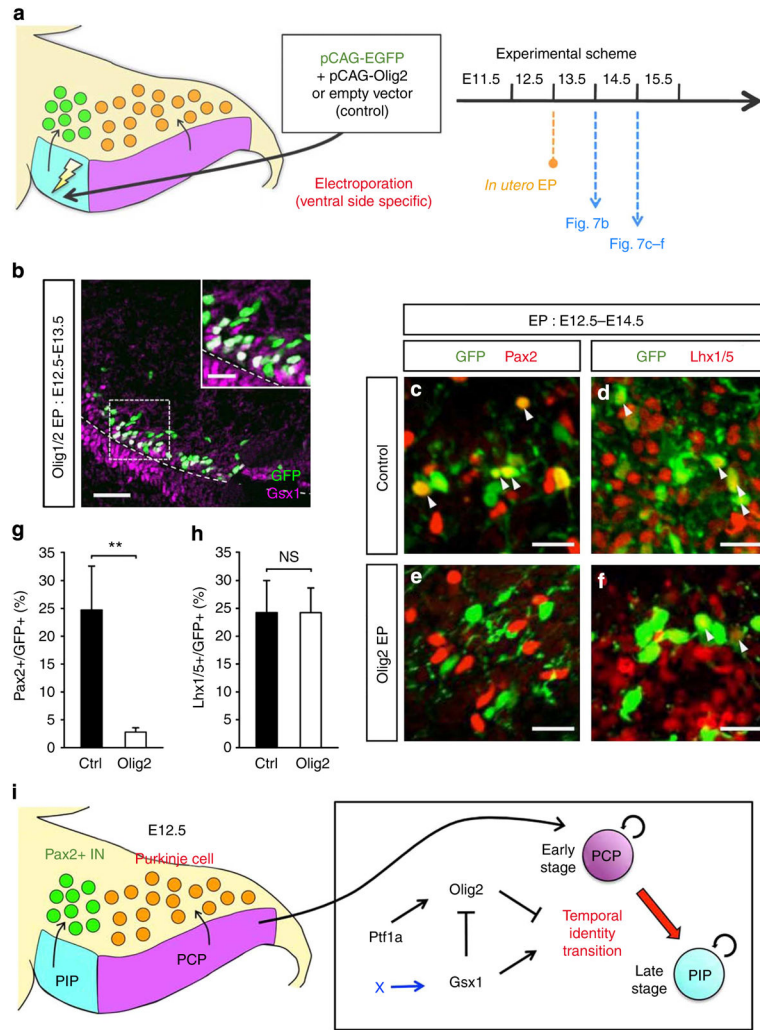 a
pCAG-EGFP
+ pCAG-Olig2
or empty vector
(control)
Electroporation
(ventral side specific)
Experimental scheme
E11.5 12.5 13.5 14.5 15.5
In utero EP
Fig. 7b
Fig. 7c–f
b
Olig1/2 EP : E12.5-E13.5
GFP
Gsx1
EP : E12.5–E14.5
GFP Pax2
GFP Lhx1/5
Control
c
d
Olig2 EP
e
f
g
**
Pax2+/GFP+ (%)
35
30
25
20
15
10
5
0
Ctrl Olig2
h
NS
Lhx1/5+/GFP+ (%)
35
30
25
20
15
10
5
0
Ctrl Olig2
i
E12.5
Pax2+ IN
Purkinje cell
PIP
PCP
Early
stage
PCP
Olig2
Ptf1a
Temporal
identity
transition
X
Gsx1
Late
stage
PIP